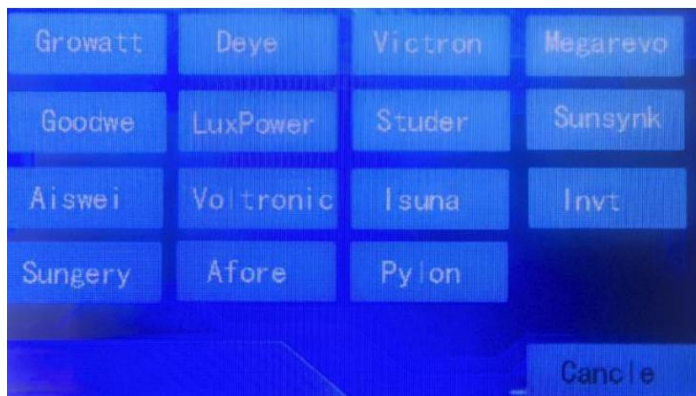 Growatt Deye Victron Megarevo
Goodwe LuxPower Studer Sunsynk
Aiswei Voltronic Isuna Invt
Sungery Afore Pylon
Cancle